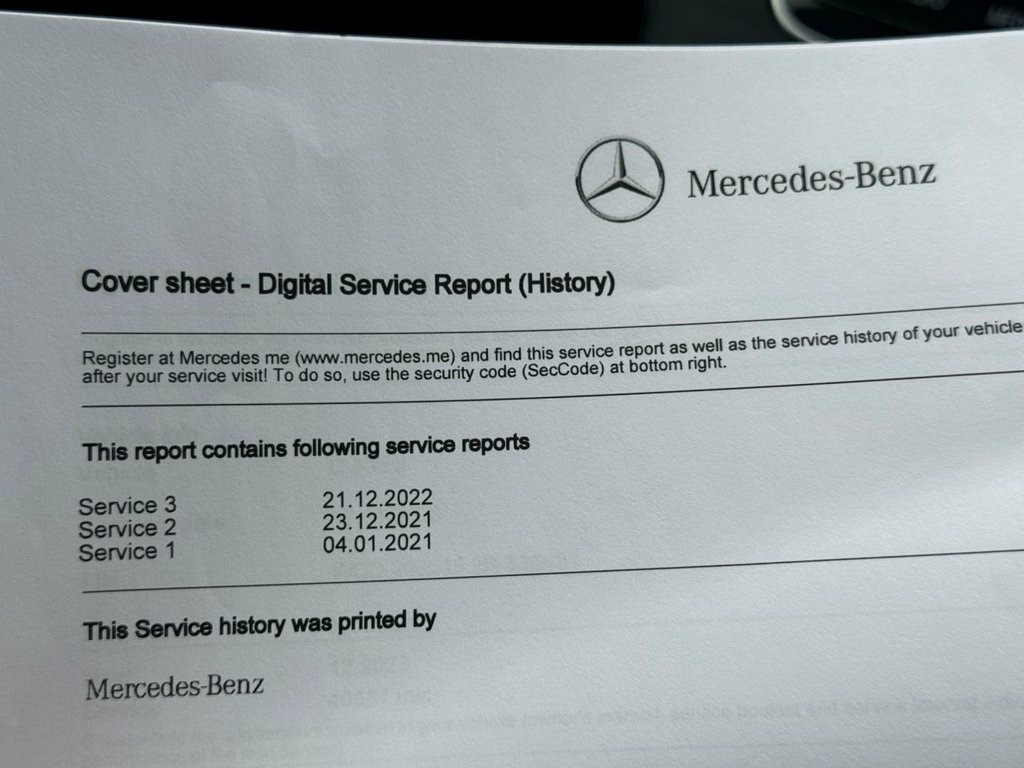 Mercedes-Benz
Cover sheet - Digital Service Report (History)
Register at Mercedes me (www.mercedes.me) and find this service report as well as the service history of your vehicle
after your service visit! To do so, use the security code (SecCode) at bottom right.
This report contains following service reports
Service 3 21.12.2022
Service 2 23.12.2021
Service 1 04.01.2021
This Service history was printed by
Mercedes-Benz